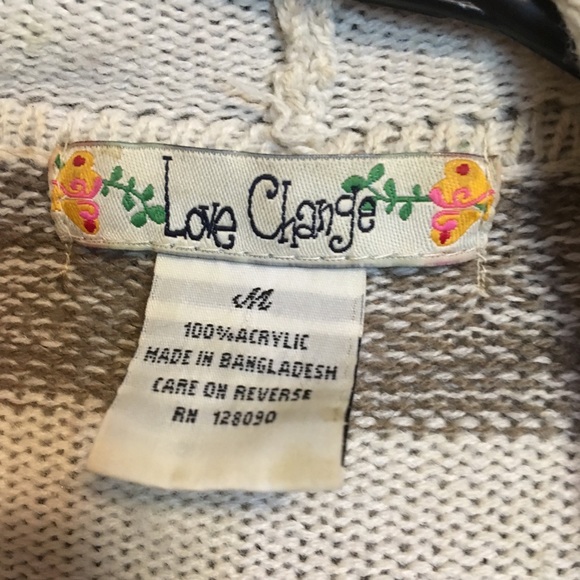 Love Change
M
100% ACRYLIC
MADE IN BANGLADESH
CARE ON REVERSE
RN 128090